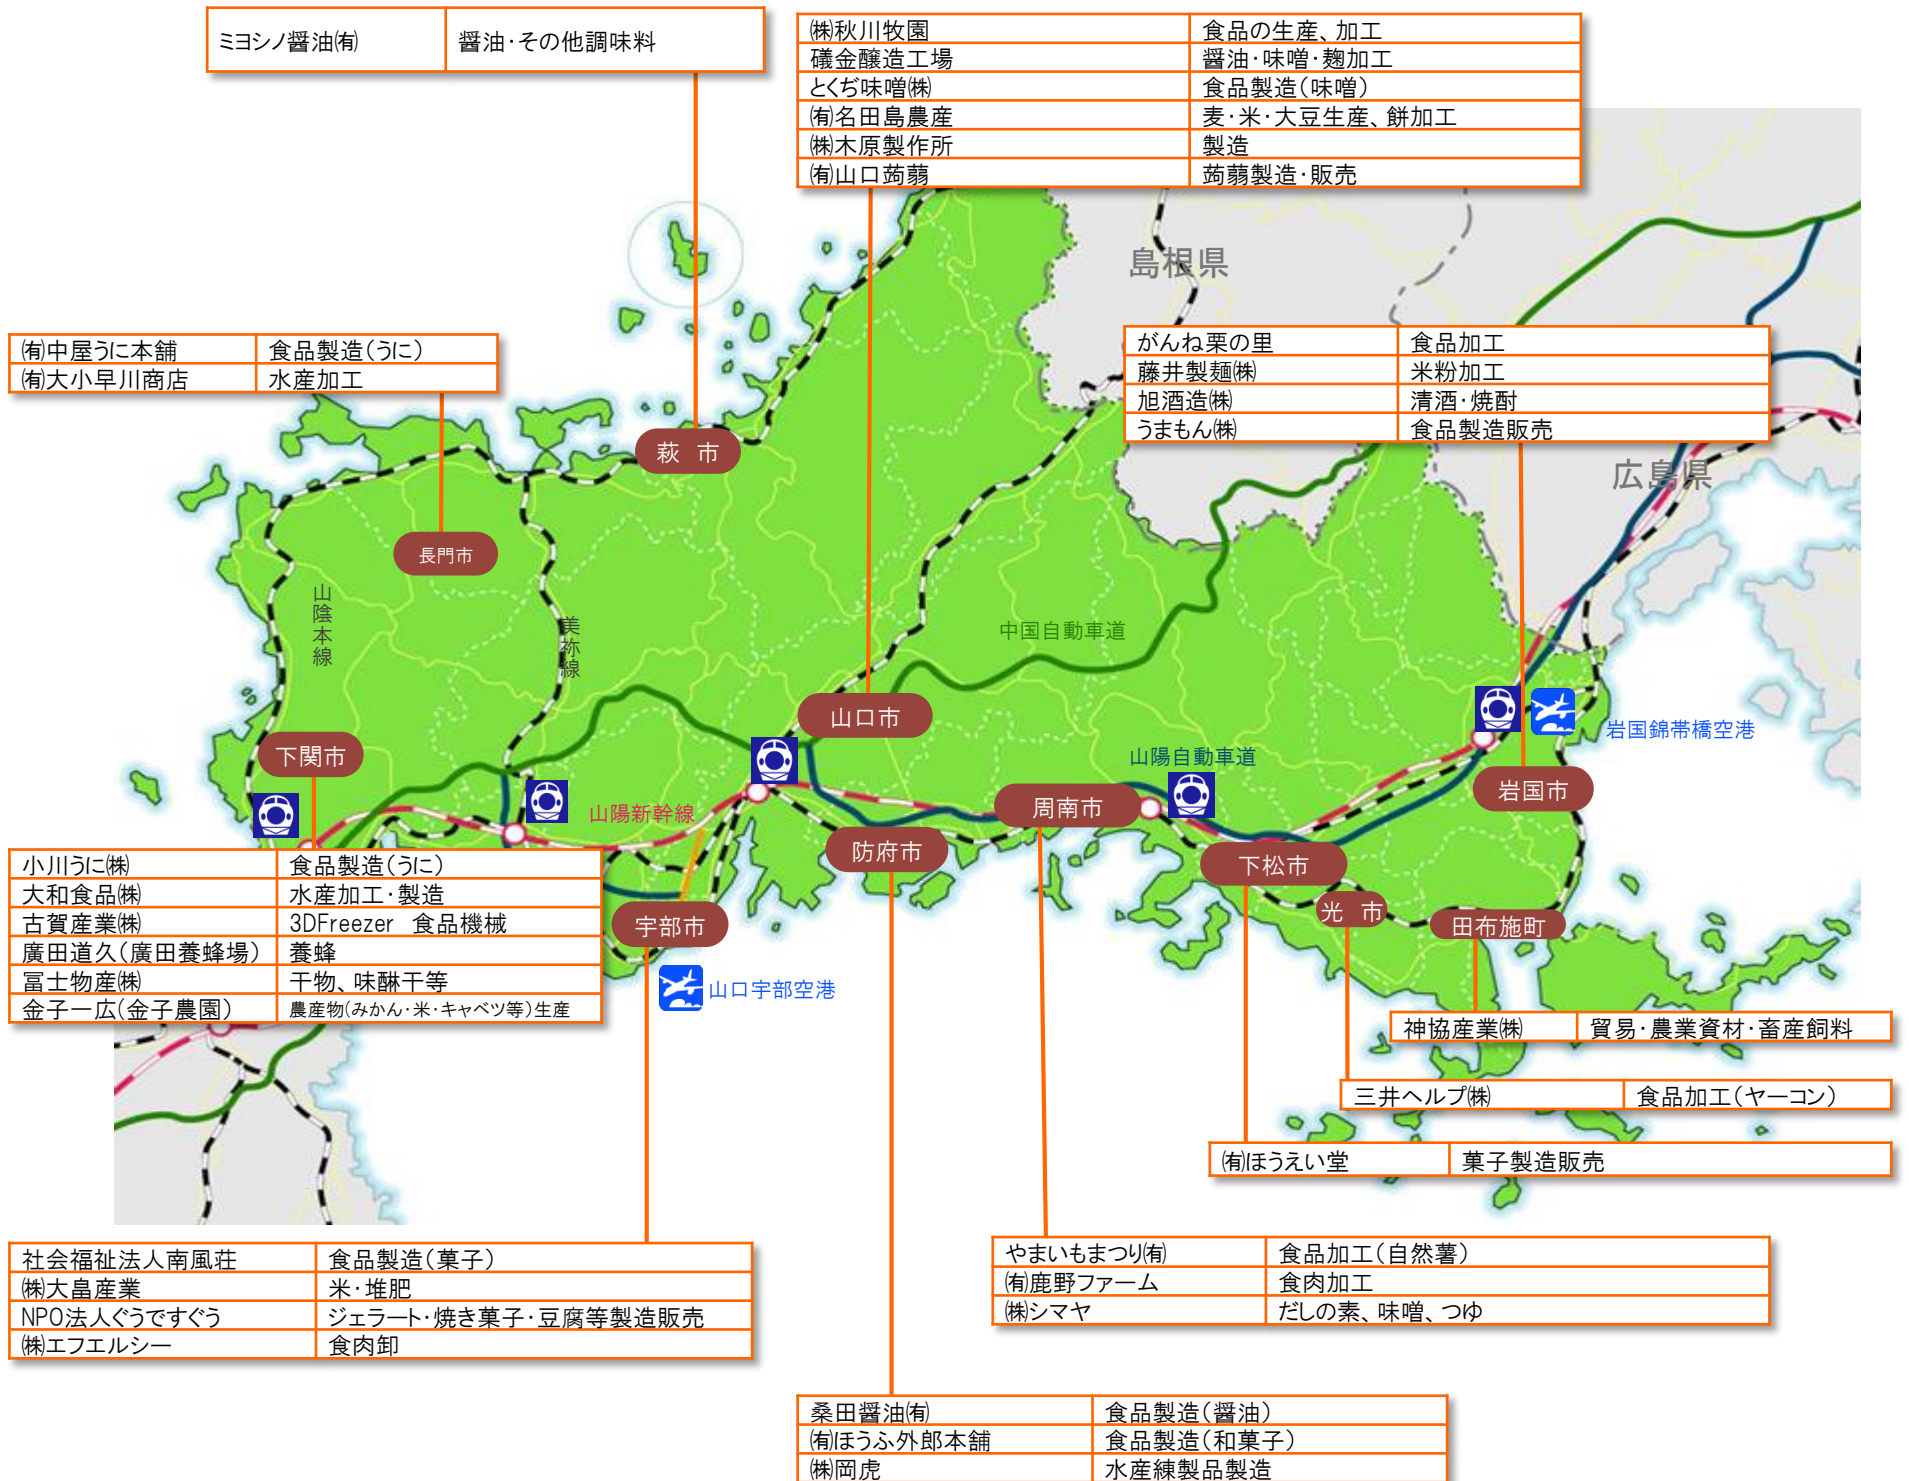 ミヨシノ醤油㈲ 醤油・その他調味料
㈱秋川牧園 食品の生産、加工
礒金醸造工場 醤油・味噌・麹加工
とくぢ味噌㈱ 食品製造（味噌）
㈲名田島農産 麦・米・大豆生産、餅加工
㈱木原製作所 製造
㈲山口蒟蒻 蒟蒻製造・販売
島根県
㈲中屋うに本舗 食品製造（うに）
㈲大小早川商店 水産加工
がんね栗の里 食品加工
藤井製麺㈱ 米粉加工
旭酒造㈱ 清酒・焼酎
うまもん㈱ 食品製造販売
萩 市
広島県
長門市
山陰本線
美祢線
中国自動車道
山口市
岩国錦帯橋空港
下関市
山陽自動車道
岩国市
山陽新幹線
周南市
防府市
下松市
小川うに㈱ 食品製造（うに）
大和食品㈱ 水産加工・製造
古賀産業㈱ 3DFreezer 食品機械
廣田道久（廣田養蜂場） 養蜂
冨士物産㈱ 干物、味醂干等
金子一広（金子農園） 農産物（みかん・米・キャベツ等）生産
宇部市
光 市
田布施町
山口宇部空港
神協産業㈱ 貿易・農業資材・畜産飼料
三井ヘルプ㈱ 食品加工（ヤーコン）
㈲ほうえい堂 菓子製造販売
社会福祉法人南風荘 食品製造（菓子）
㈱大畠産業 米・堆肥
NPO法人ぐうですぐう ジェラート・焼き菓子・豆腐等製造販売
㈱エフエルシー 食肉卸
やまいもまつり㈲ 食品加工（自然薯）
㈲鹿野ファーム 食肉加工
㈱シマヤ だしの素、味噌、つゆ
桑田醤油㈲ 食品製造（醤油）
㈲ほうふ外郎本舗 食品製造（和菓子）
㈱岡虎 水産練製品製造